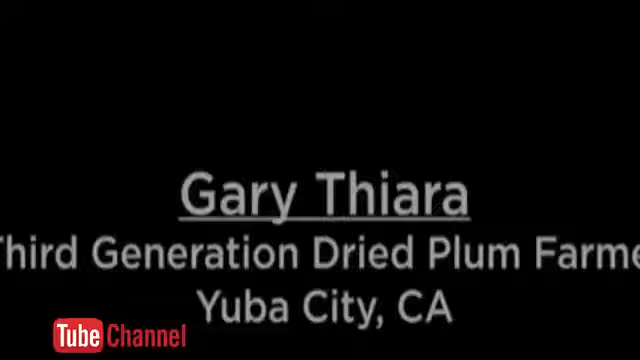 Gary Thiara
Third Generation Dried Plum Farme
Yuba City, CA
Tube Channel